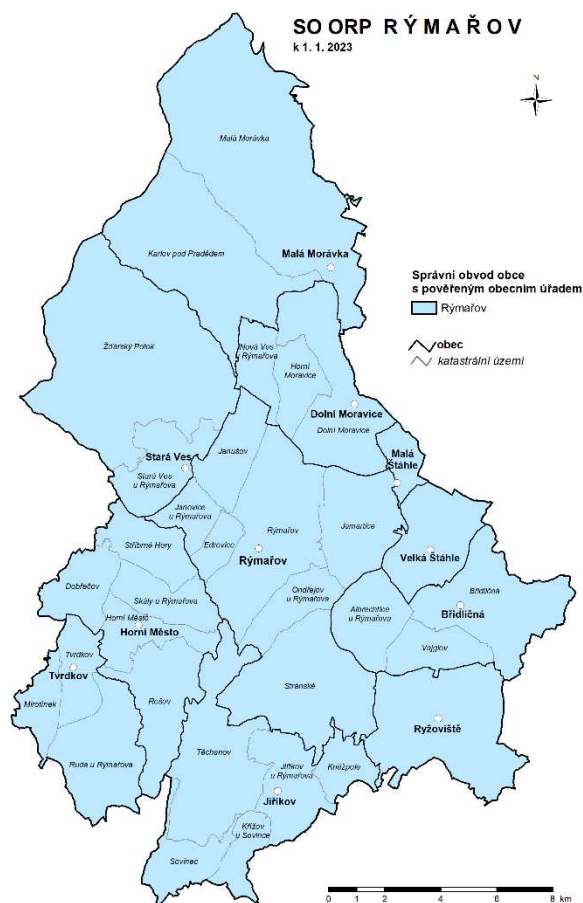 SO ORP RÝMAŘOV
k 1. 1. 2023
N
Malá Morávka
Karlov pod Pradědem
Malá Morávka
Správní obvod obce
s pověřeným obecním úřadem
Rýmařov
obec
katastrální území
Žďárský Potok
Nová Ves
u Rýmařova
Horní
Moravice
Dolní Moravice
Dolní Moravice
Stará Ves
Stará Ves
u Rýmařova
Janušov
Malá
Štáhle
Janovice
u Rýmařova
Edrovice
Rýmařov
Rýmařov
Jamartice
Velká Štáhle
Stříbrné Hory
Dobřečov
Skály u Rýmařova
Ondřejov
u Rýmařova
Albrechtice
u Rýmařova
Břidličná
Břidličná
Horní Město
Horní Město
Vajglov
Tvrdkov
Tvrdkov
Mirotínek
Rešov
Stránské
Ryžoviště
Ruda u Rýmařova
Těchanov
Jiříkov
u Rýmařova
Kněžpole
Jiříkov
Křížov
u Sovince
Sovinec
0 2 4 6 8 km